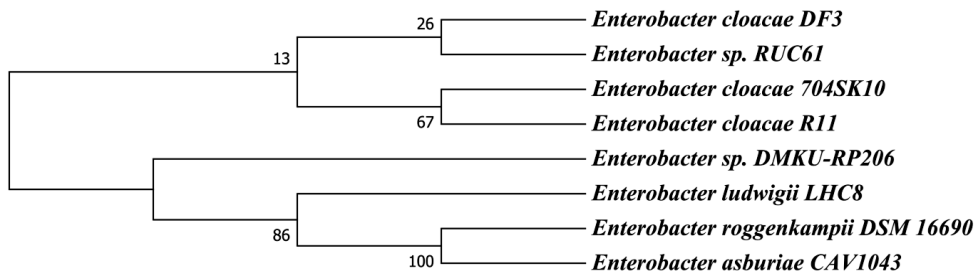 Enterobacter cloacae DF3
26
Enterobacter sp. RUC61
13
Enterobacter cloacae 704SK10
67
Enterobacter cloacae R11
Enterobacter sp. DMKU-RP206
Enterobacter ludwigii LHC8
86
Enterobacter roggenkampii DSM 16690
100
Enterobacter asburiae CAV1043